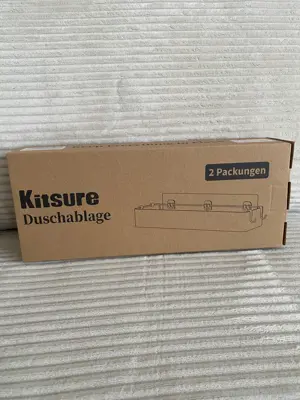 2 Packungen
Kitsure
Duschablage